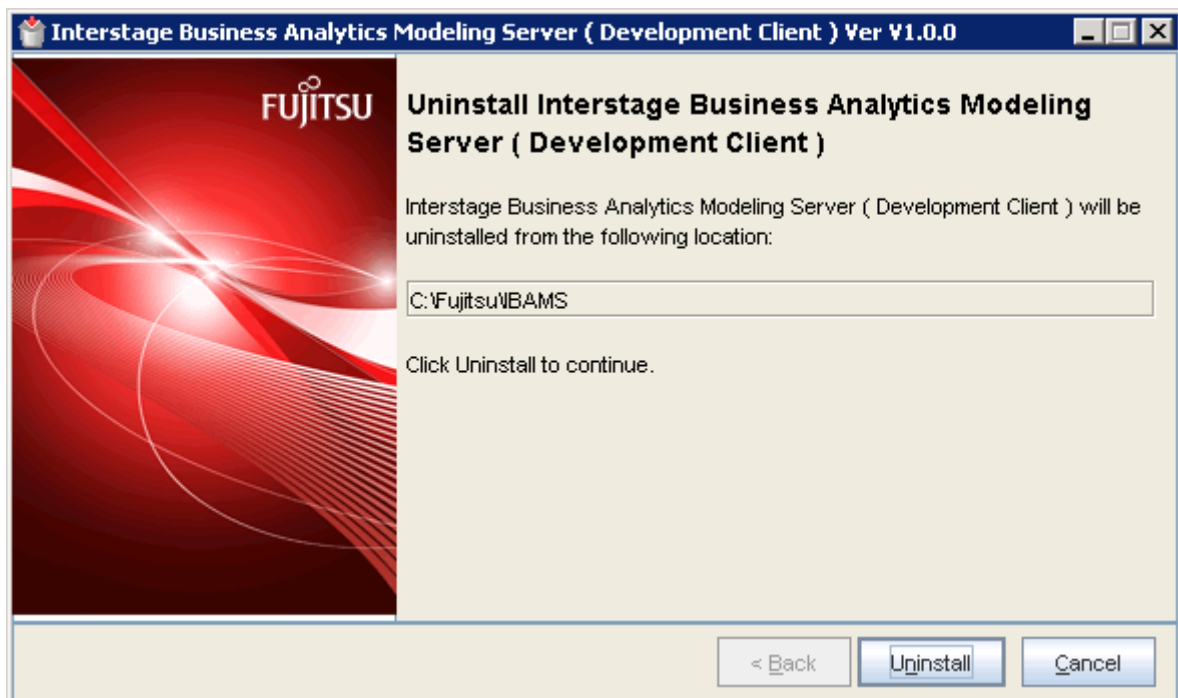 Interstage Business Analytics Modeling Server ( Development Client ) Ver V1.0.0
FUJITSU
Uninstall Interstage Business Analytics Modeling
Server ( Development Client )
Interstage Business Analytics Modeling Server ( Development Client ) will be
uninstalled from the following location:
C:\Fujitsu\IBAMS
Click Uninstall to continue.
< Back
Uninstall
Cancel